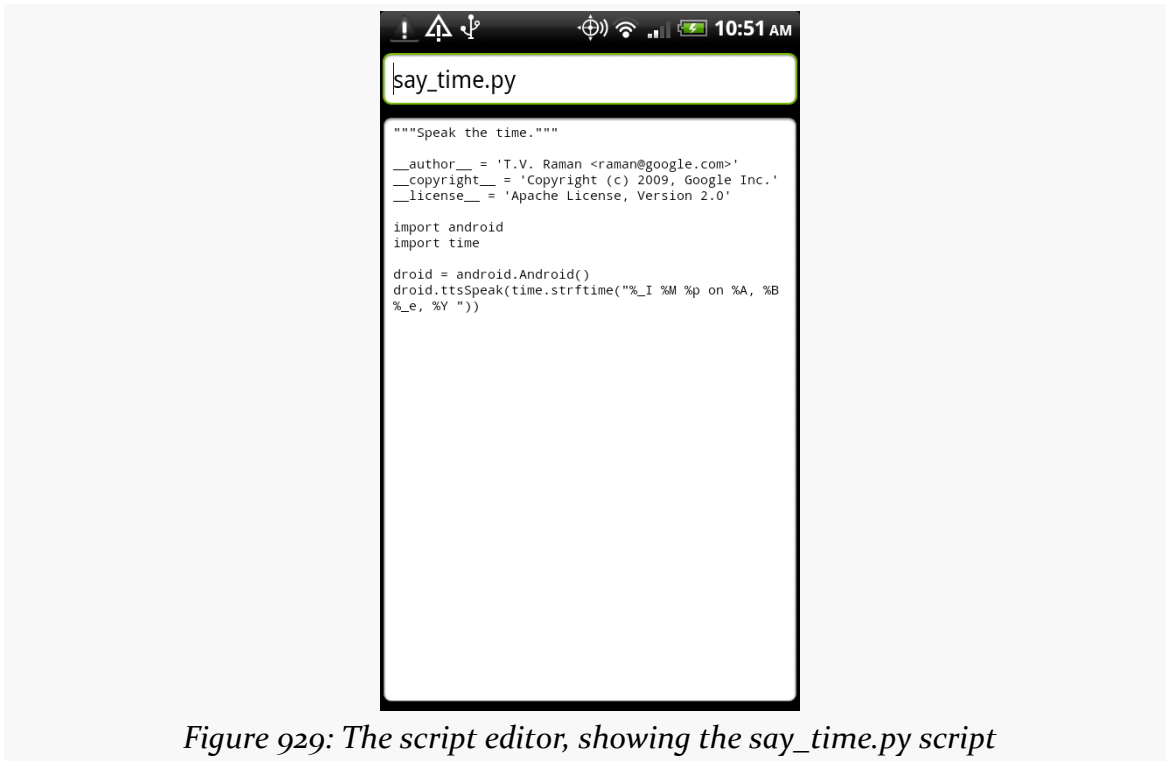 10:51 AM
say_time.py
"""Speak the time."""
__author__ = 'T.V. Raman <raman@google.com>'
__copyright__ = 'Copyright (c) 2009, Google Inc.'
__license__ = 'Apache License, Version 2.0'
import android
import time
droid = android.Android()
droid.ttsSpeak(time.strftime("%_I %M %p on %A, %B
%_e, %Y "))
Figure 929: The script editor, showing the say_time.py script